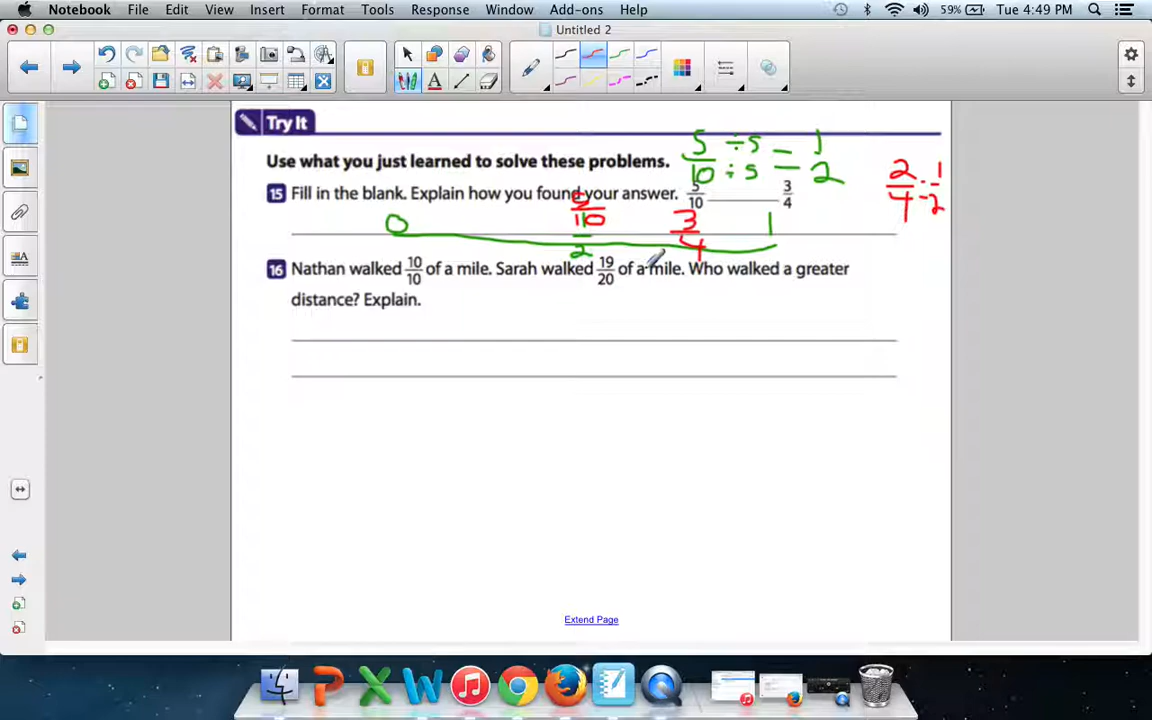 Notebook File Edit View Insert Format Tools Response Window Add-ons Help 59% Tue 4:49 PM
Untitled 2
Try It
5 ÷5 = 1
10 ÷5 2
Use what you just learned to solve these problems.
2 1
4 2
15 Fill in the blank. Explain how you found your answer. 5/10 ________ 3/4
0 5/10 1/2 3/4 1
16 Nathan walked 10/10 of a mile. Sarah walked 19/20 of a mile. Who walked a greater
distance? Explain.
Extend Page